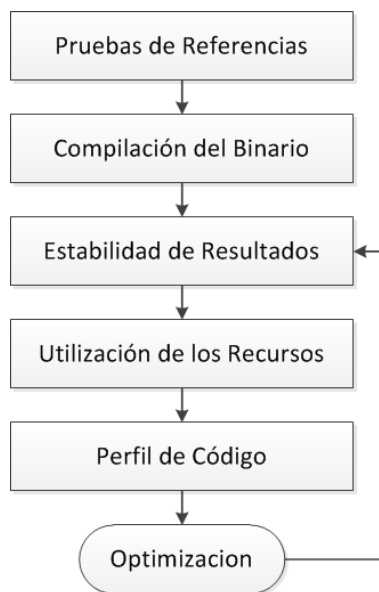 Pruebas de Referencias
Compilación del Binario
Estabilidad de Resultados
Utilización de los Recursos
Perfil de Código
Optimizacion